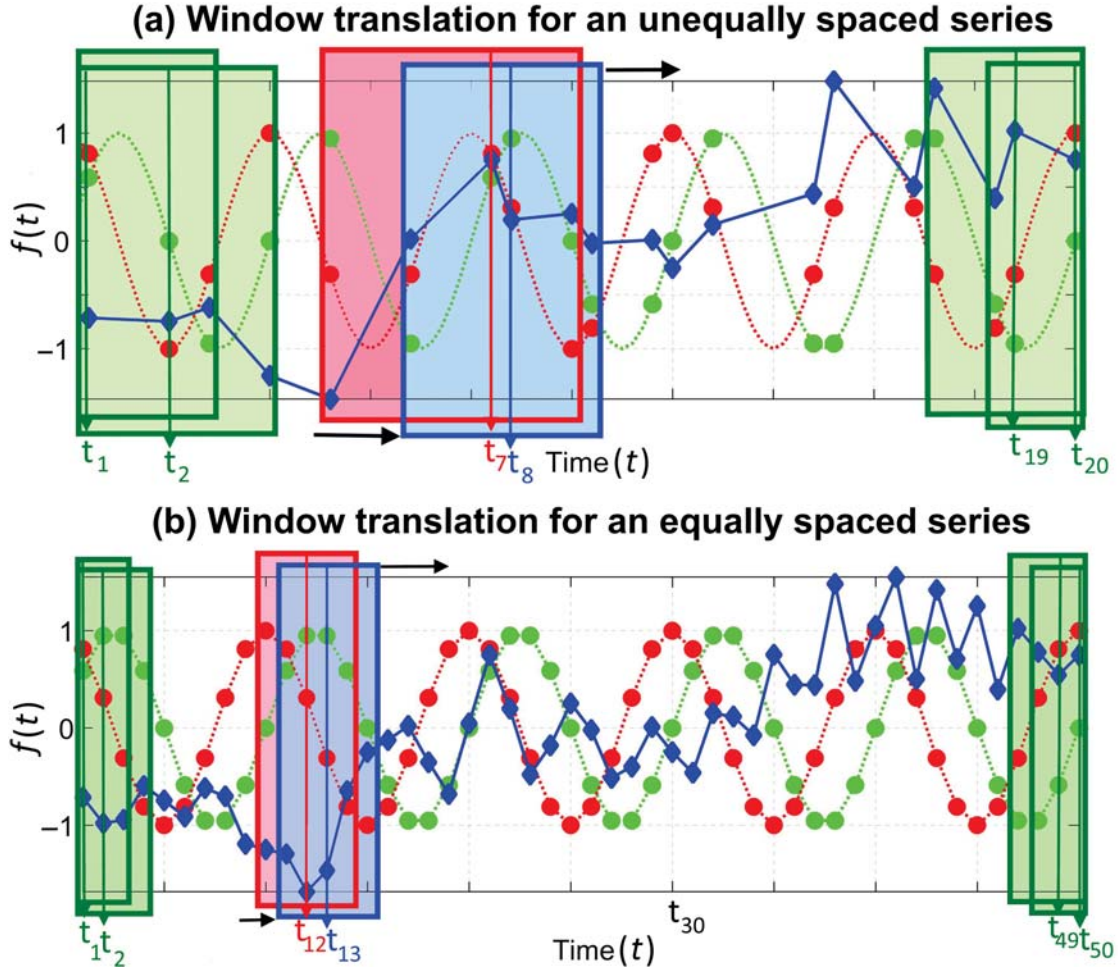 (a) Window translation for an unequally spaced series
1
0
−1
f(t)
t1
t2
t7
t8
Time(t)
t19
t20
(b) Window translation for an equally spaced series
1
0
−1
f(t)
t1
t2
t12
t13
t30
Time(t)
t49
t50